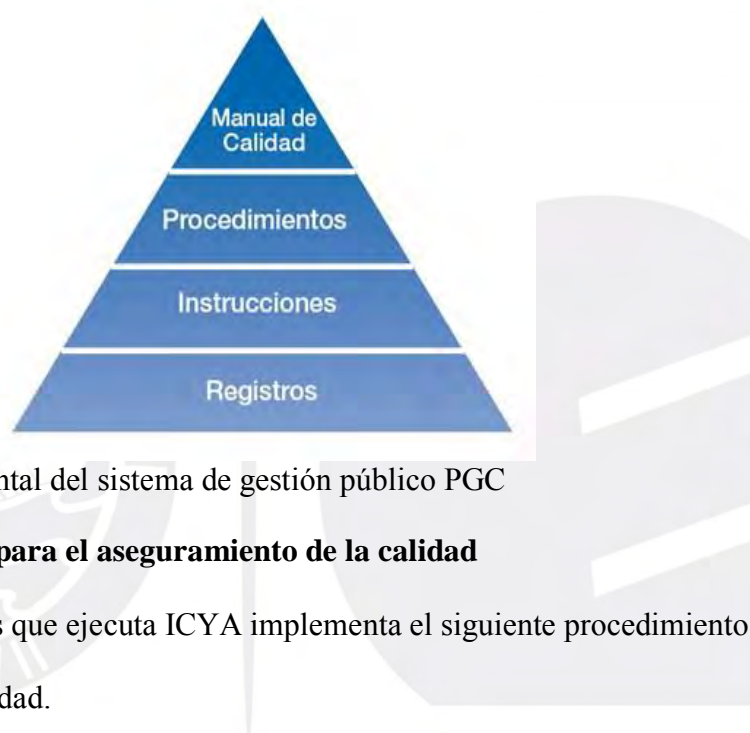 Manual de
Calidad
Procedimientos
Instrucciones
Registros
ntal del sistema de gestión público PGC
para el aseguramiento de la calidad
s que ejecuta ICYA implementa el siguiente procedimiento
dad.